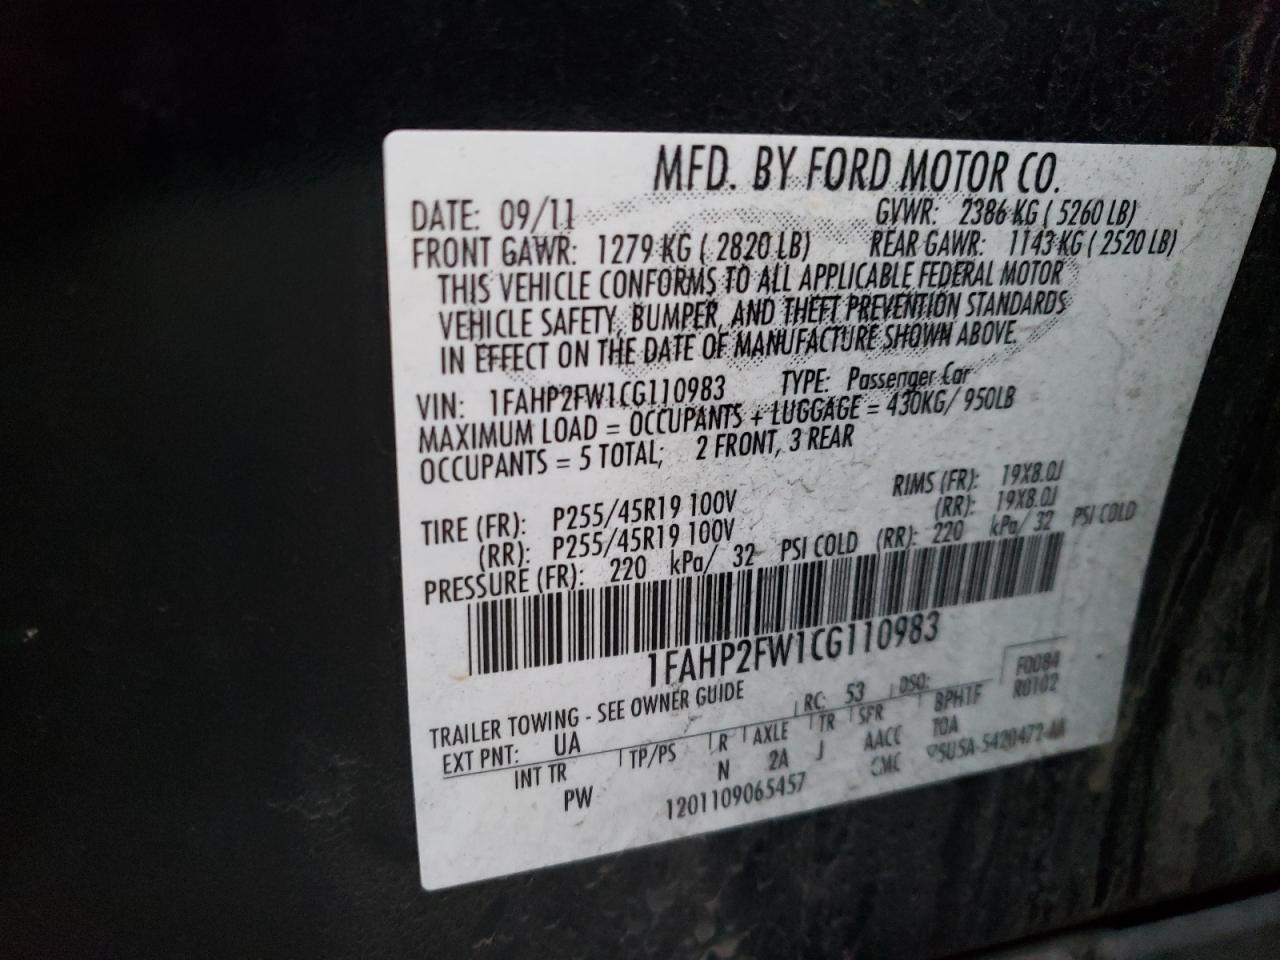 MFD. BY FORD MOTOR CO.
DATE: 09/11 GVWR: 2386 KG ( 5260 LB)
FRONT GAWR: 1279 KG ( 2820 LB) REAR GAWR: 1143 KG ( 2520 LB)
THIS VEHICLE CONFORMS TO ALL APPLICABLE FEDERAL MOTOR
VEHICLE SAFETY, BUMPER, AND THEFT PREVENTION STANDARDS
IN EFFECT ON THE DATE OF MANUFACTURE SHOWN ABOVE.
VIN: 1FAHP2FW1CG110983 TYPE: Passenger Car
MAXIMUM LOAD = OCCUPANTS + LUGGAGE = 430KG/ 950LB
OCCUPANTS = 5 TOTAL; 2 FRONT, 3 REAR
TIRE (FR): P255/45R19 100V RIMS (FR): 19X8.0J
(RR): P255/45R19 100V (RR): 19X8.0J
PRESSURE (FR): 220 kPa/ 32 PSI COLD (RR): 220 kPa/ 32 PSI COLD
1FAHP2FW1CG110983
TRAILER TOWING - SEE OWNER GUIDE F0084
EXT PNT: UA RC: 53 DSO: R0102
INT TR TP/PS R AXLE TR SFR BPHTF
PW N 2A J AACC TOA
1201109065457 CMC 5U5A-5420472-AA